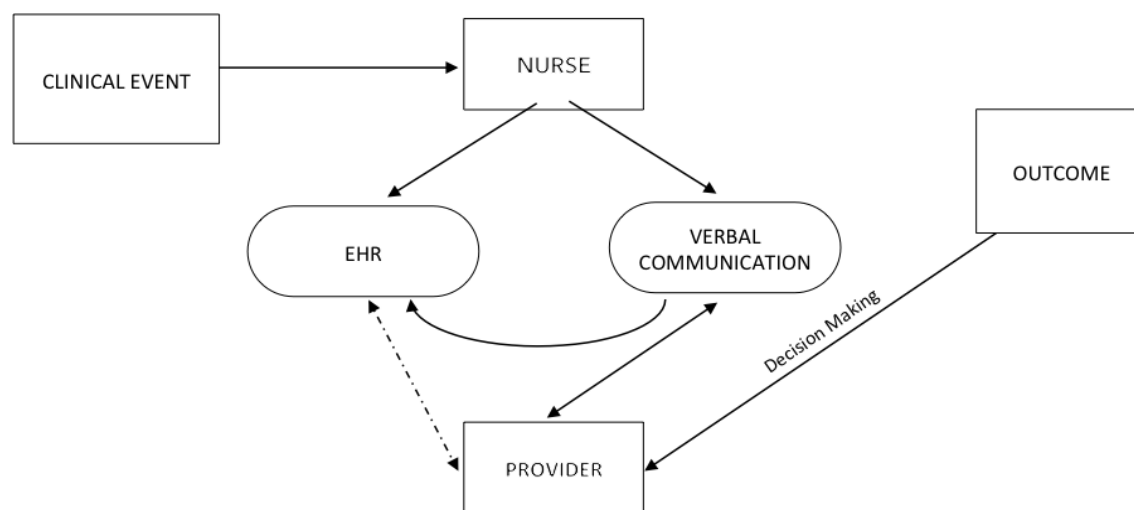 CLINICAL EVENT
NURSE
OUTCOME
EHR
VERBAL
COMMUNICATION
Decision Making
PROVIDER